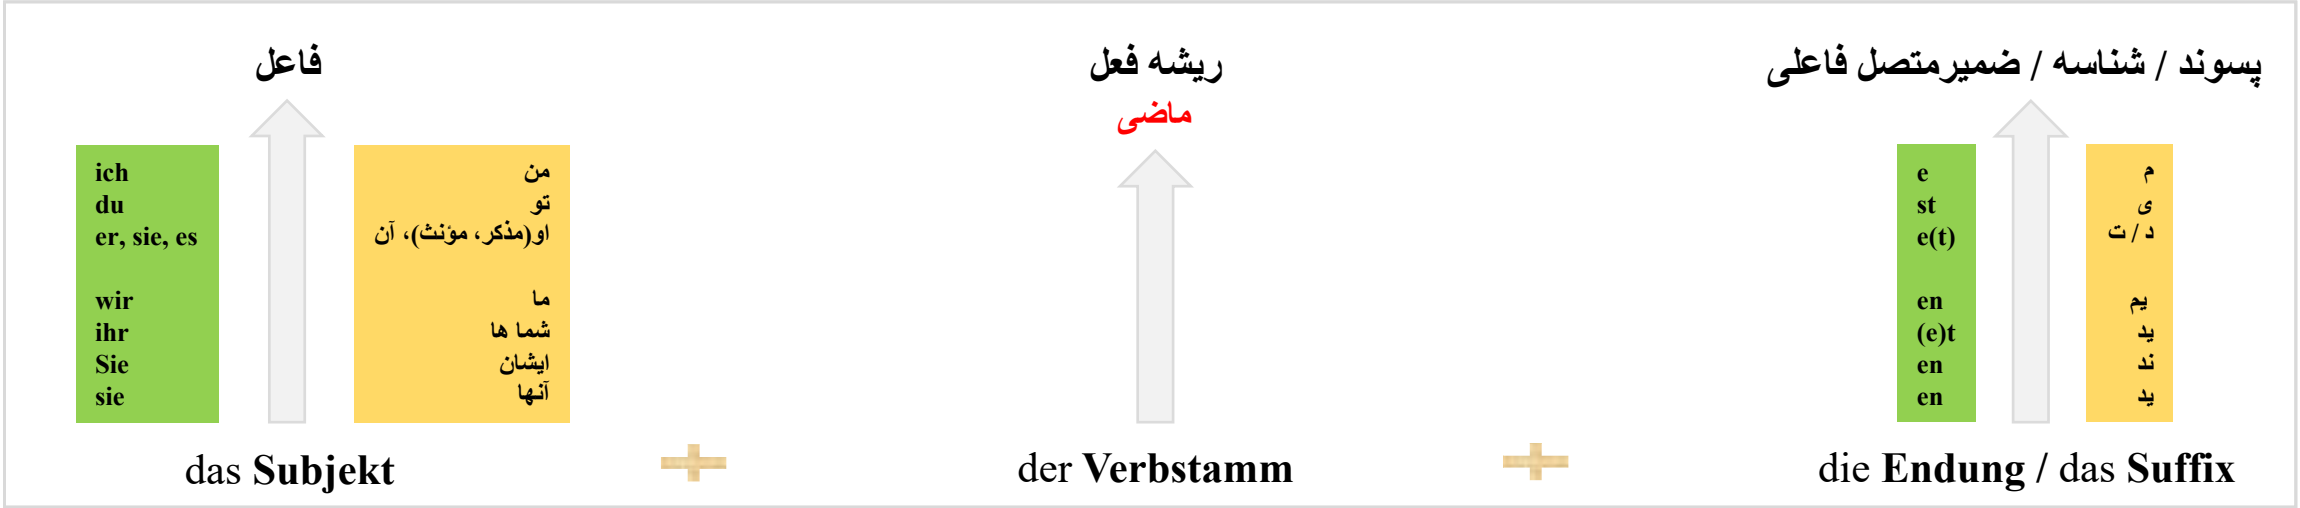 فاعل
ریشه فعل
ماضی
پسوند / شناسه / ضمیرمتصل فاعلی
ich
du
er, sie, es
wir
ihr
Sie
sie
من
تو
او(مذکر، مؤنث)، آن
ما
شما ها
ایشان
آنها
e
st
e(t)
en
(e)t
en
en
م
ی
د / ت
یم
ید
ند
ید
das Subjekt
der Verbstamm
die Endung / das Suffix